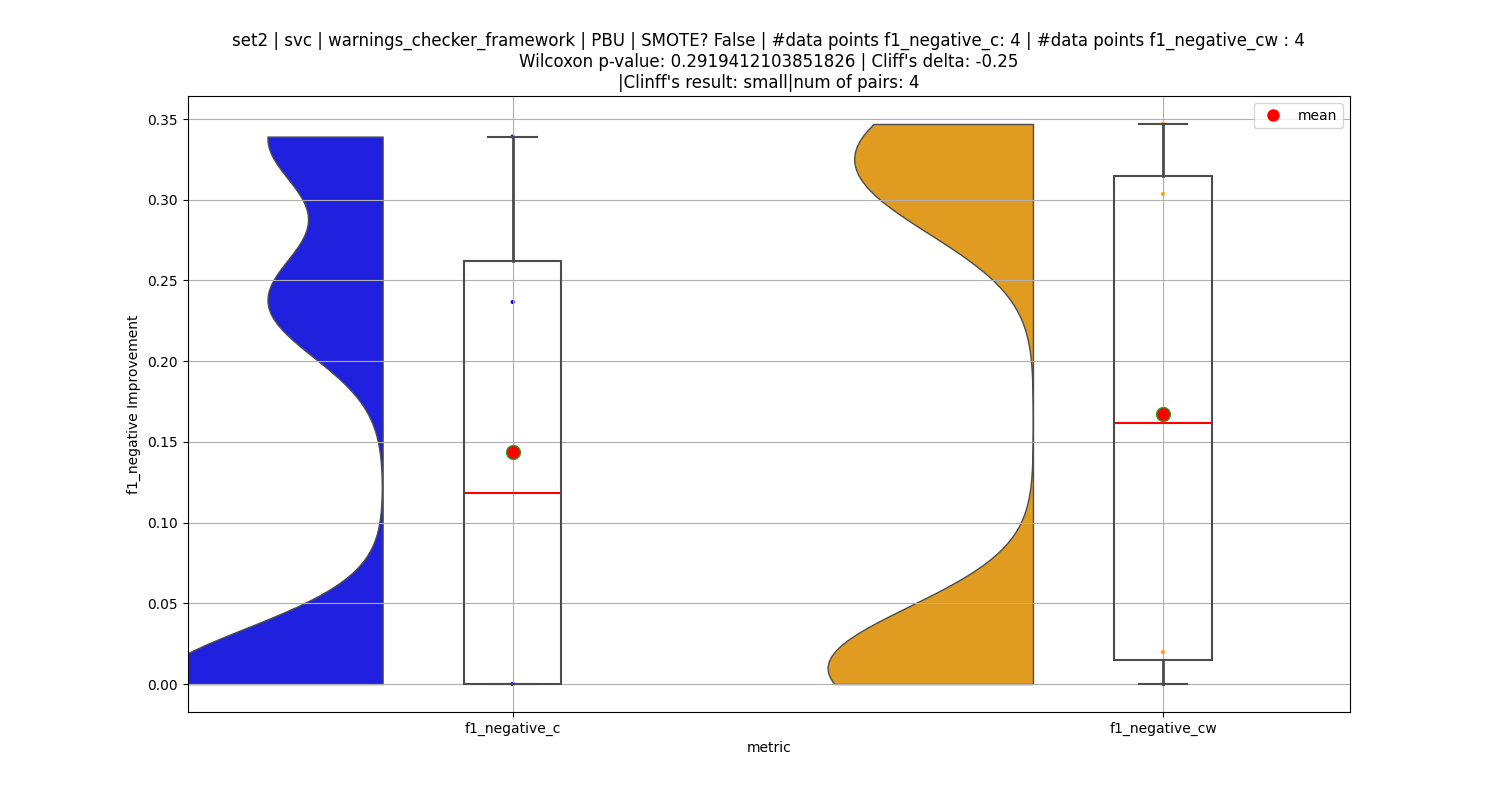 set2 | svc | warnings_checker_framework | PBU | SMOTE? False | #data points f1_negative_c: 4 | #data points f1_negative_cw : 4
Wilcoxon p-value: 0.2919412103851826 | Cliff's delta: -0.25
|Clinff's result: small|num of pairs: 4
mean
0.35
0.30
0.25
0.20
0.15
0.10
0.05
0.00
f1_negative Improvement
f1_negative_c
f1_negative_cw
metric